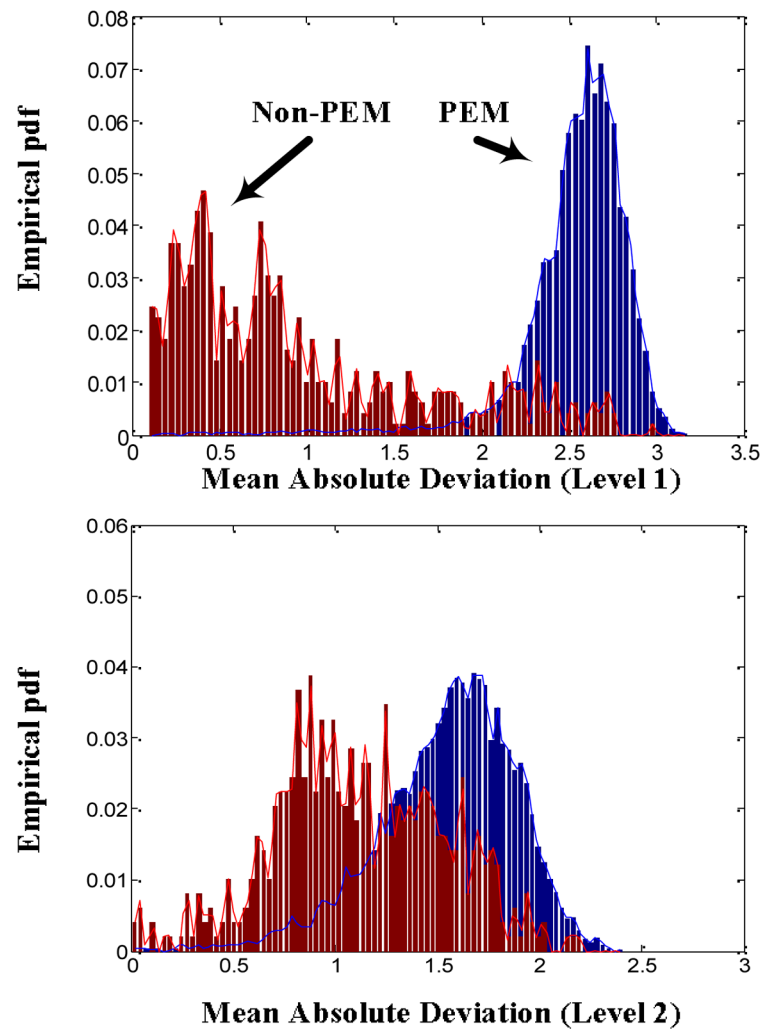 0.08
0.07
0.06
0.05
0.04
0.03
0.02
0.01
0
Empirical pdf
Non-PEM PEM
0 0.5 1 1.5 2 2.5 3 3.5
Mean Absolute Deviation (Level 1)
0.06
0.05
0.04
0.03
0.02
0.01
0
Empirical pdf
0 0.5 1 1.5 2 2.5 3
Mean Absolute Deviation (Level 2)